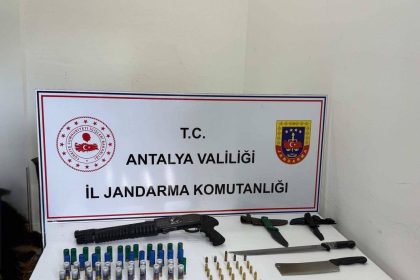 T.C.
ANTALYA VALİLİĞİ
İL JANDARMA KOMUTANLIĞI